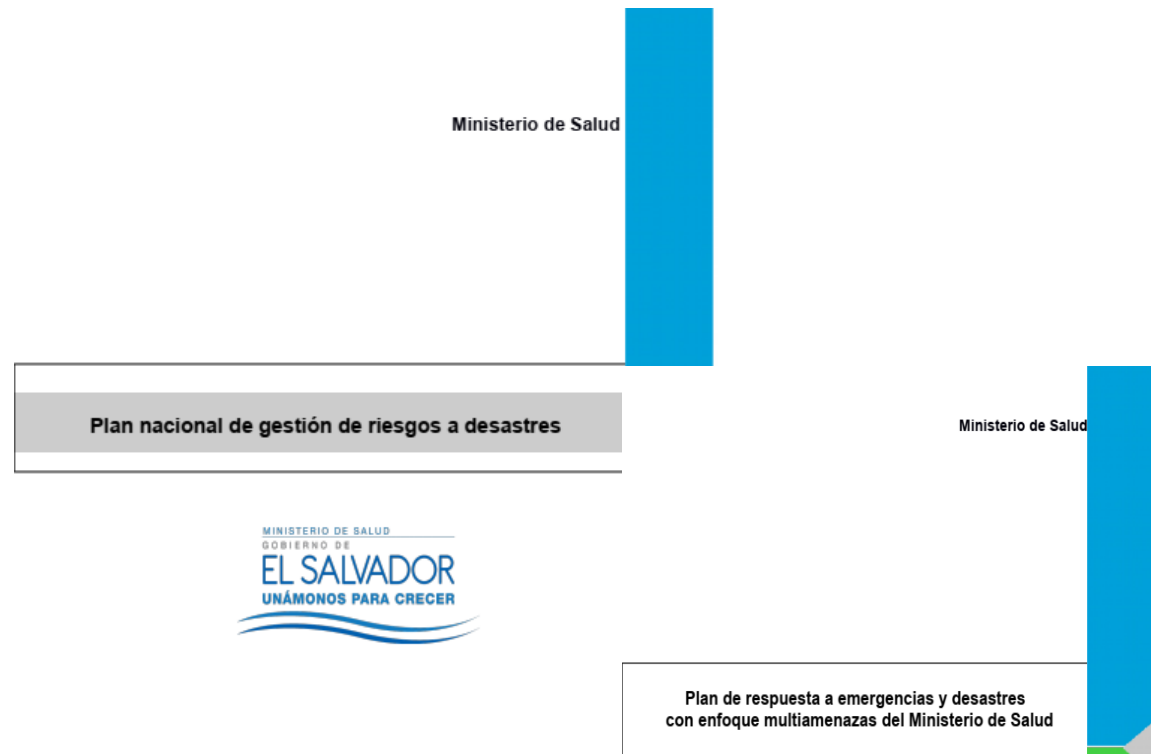 Ministerio de Salud
Plan nacional de gestión de riesgos a desastres
MINISTERIO DE SALUD
GOBIERNO DE
EL SALVADOR
UNÁMONOS PARA CRECER
Ministerio de Salud
Plan de respuesta a emergencias y desastres
con enfoque multiamenazas del Ministerio de Salud